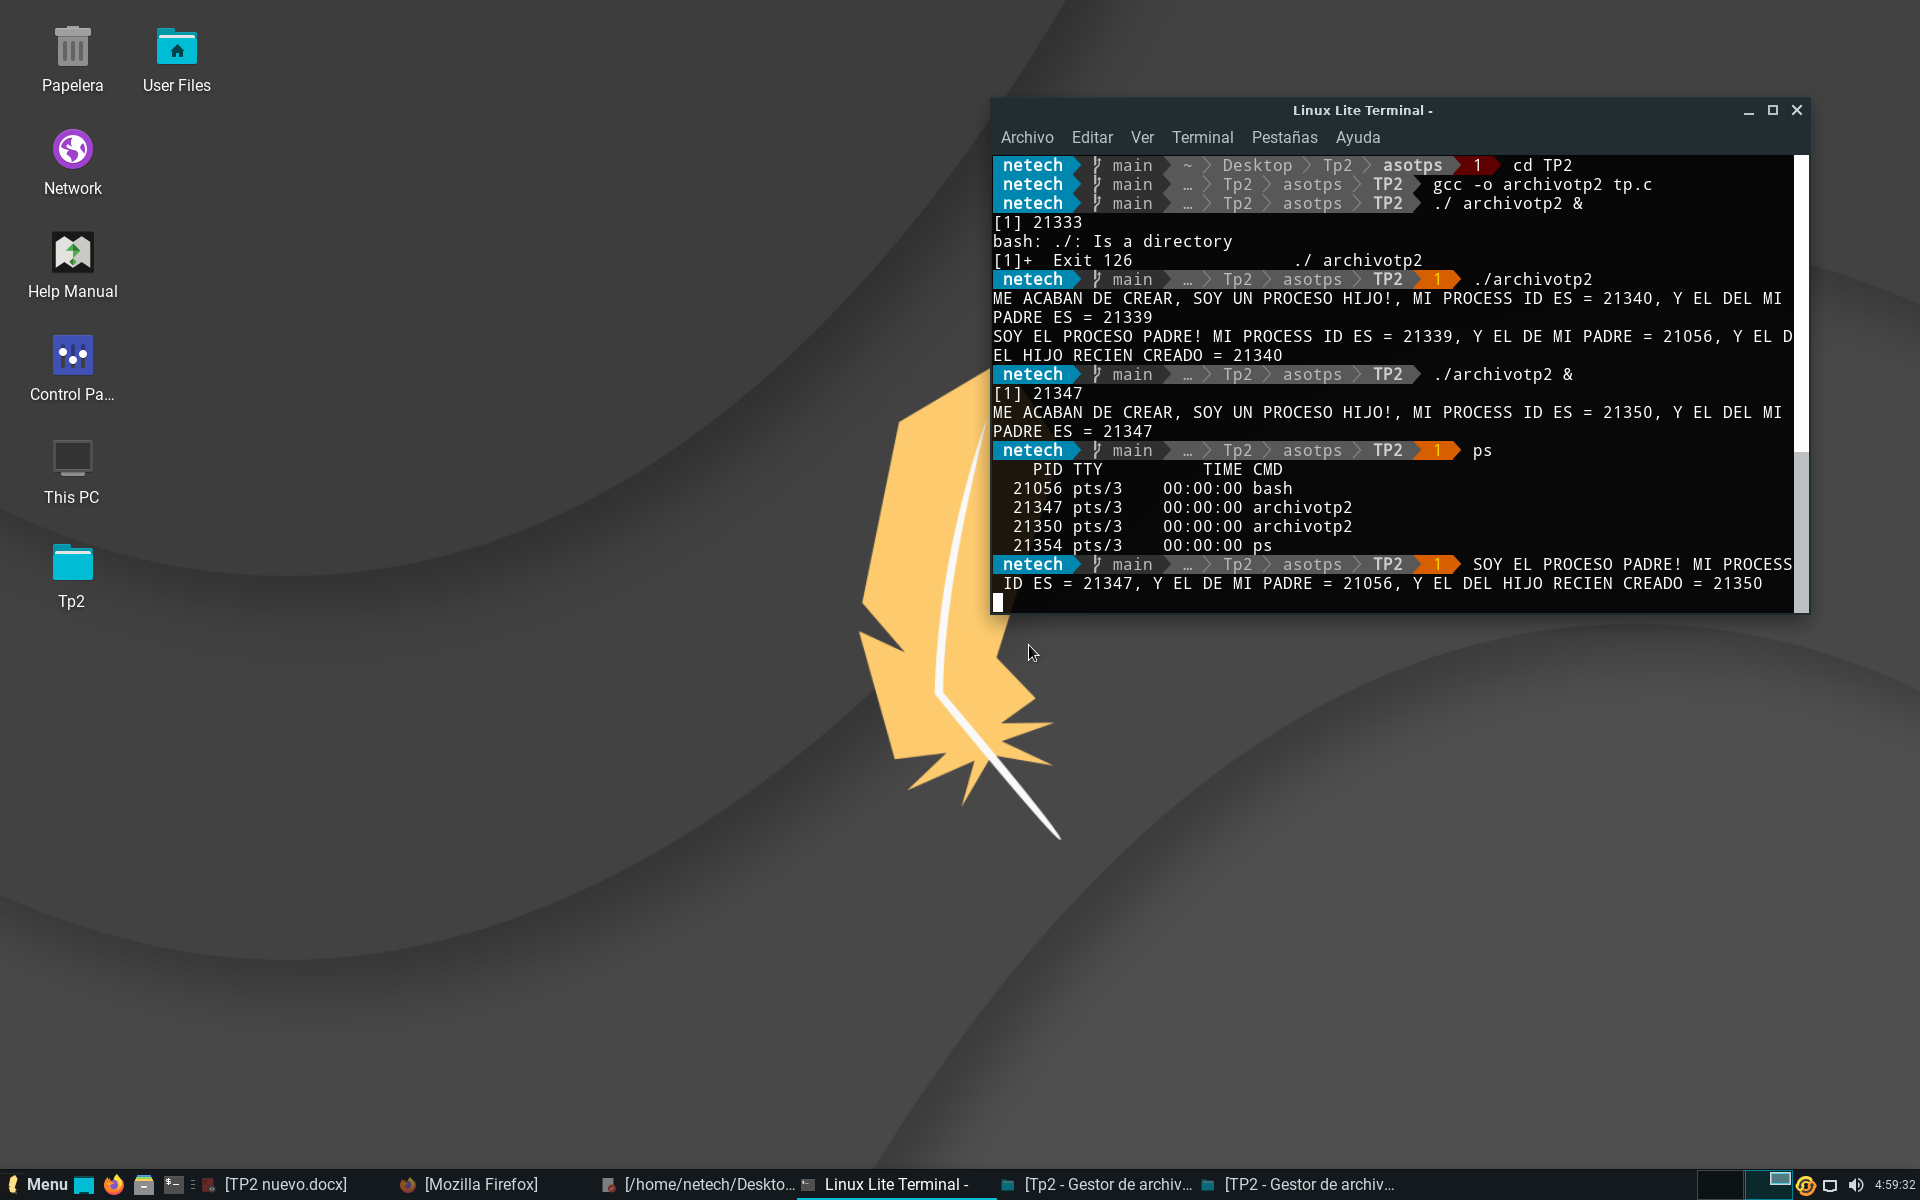 Papelera
User Files
Network
Help Manual
Control Pa...
This PC
Tp2
Linux Lite Terminal -
Archivo Editar Ver Terminal Pestañas Ayuda
netech main ~ Desktop Tp2 asotps 1 cd TP2
netech main … Tp2 asotps TP2 gcc -o archivotp2 tp.c
netech main … Tp2 asotps TP2 ./ archivotp2 &
[1] 21333
bash: ./: Is a directory
[1]+  Exit 126                ./ archivotp2
netech main … Tp2 asotps TP2 1 ./archivotp2
ME ACABAN DE CREAR, SOY UN PROCESO HIJO!, MI PROCESS ID ES = 21340, Y EL DEL MI
PADRE ES = 21339
SOY EL PROCESO PADRE! MI PROCESS ID ES = 21339, Y EL DE MI PADRE = 21056, Y EL D
EL HIJO RECIEN CREADO = 21340
netech main … Tp2 asotps TP2 ./archivotp2 &
[1] 21347
ME ACABAN DE CREAR, SOY UN PROCESO HIJO!, MI PROCESS ID ES = 21350, Y EL DEL MI
PADRE ES = 21347
netech main … Tp2 asotps TP2 1 ps
    PID TTY          TIME CMD
  21056 pts/3    00:00:00 bash
  21347 pts/3    00:00:00 archivotp2
  21350 pts/3    00:00:00 archivotp2
  21354 pts/3    00:00:00 ps
netech main … Tp2 asotps TP2 1 SOY EL PROCESO PADRE! MI PROCESS
 ID ES = 21347, Y EL DE MI PADRE = 21056, Y EL DEL HIJO RECIEN CREADO = 21350
Menu [TP2 nuevo.docx] [Mozilla Firefox] [/home/netech/Deskto... Linux Lite Terminal - [Tp2 - Gestor de archiv... [TP2 - Gestor de archiv... 4:59:32